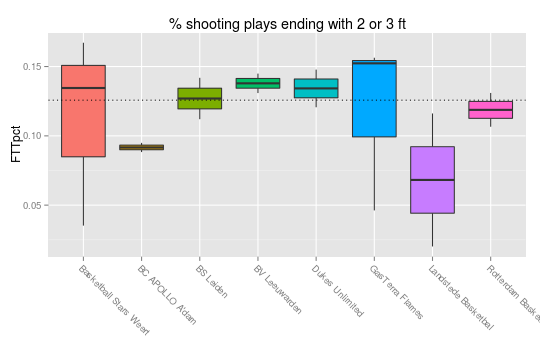 % shooting plays ending with 2 or 3 ft
FTTpct
0.15
0.10
0.05
Basketball Stars Weert
BC APOLLO A'dam
BS Leiden
BV Leeuwarden
Dukes Unlimited
GasTerra Flames
Landstede Basketbal
Rotterdam Baske